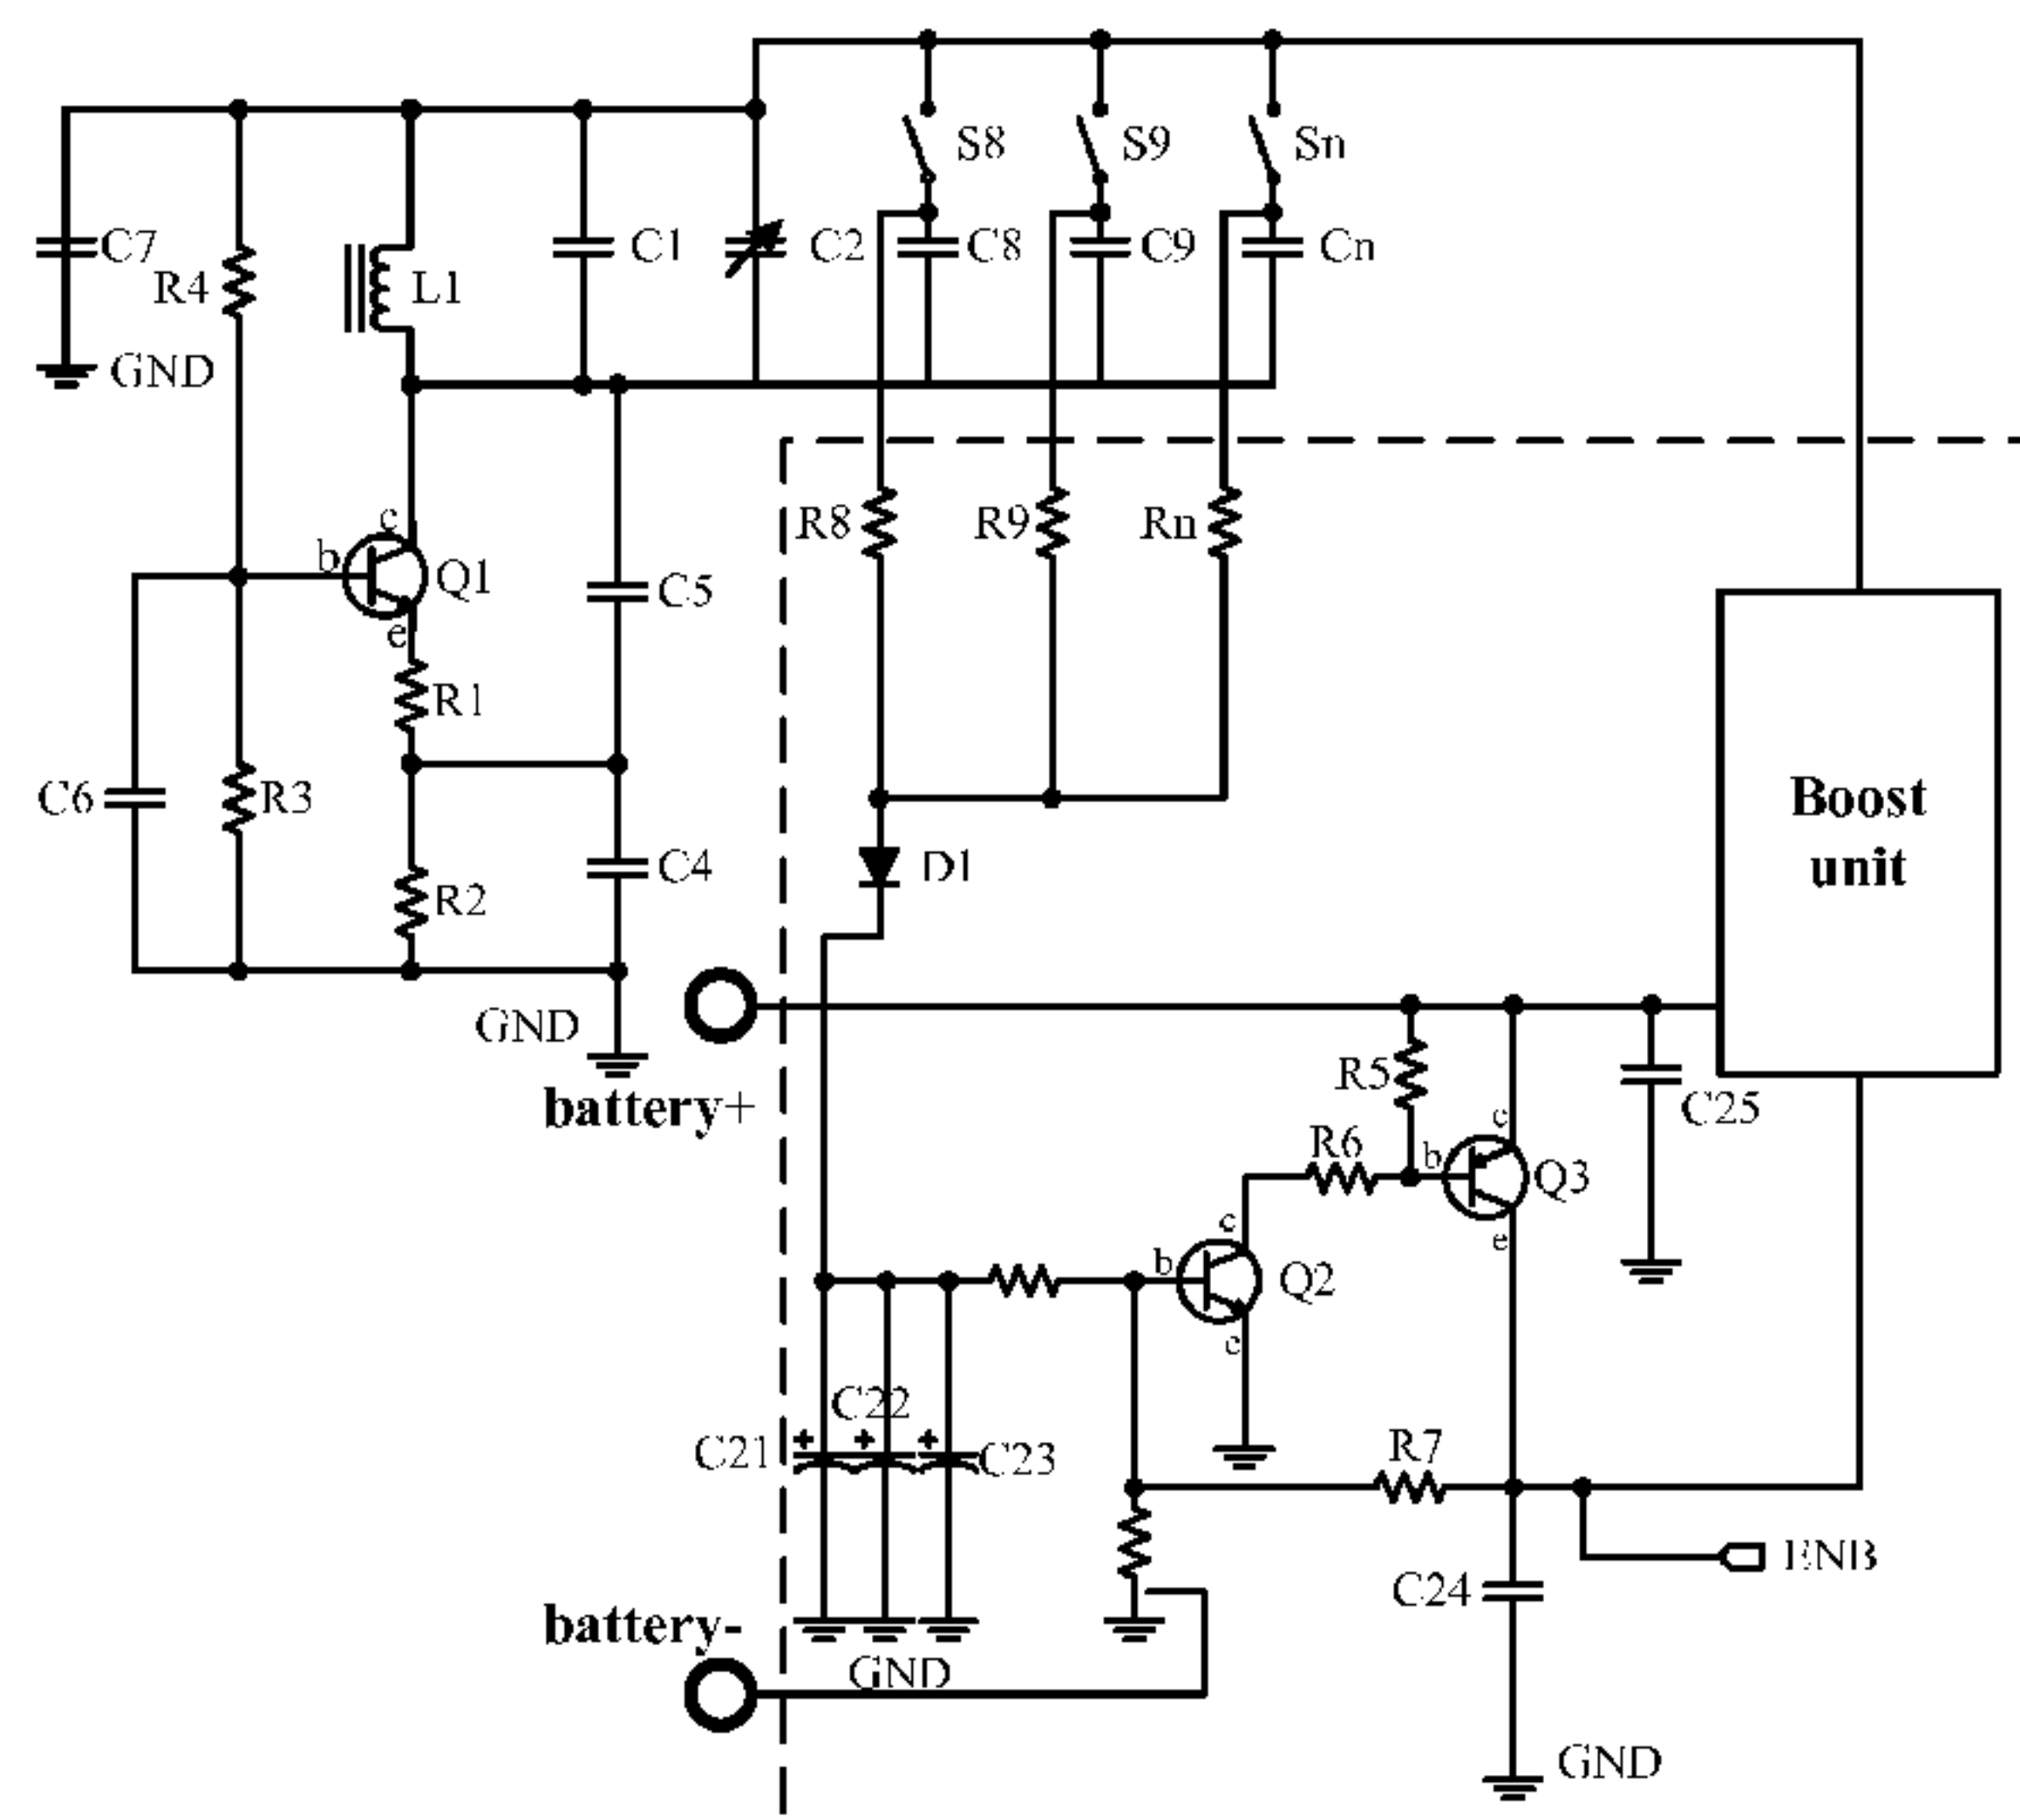 S8 S9 Sn
C7 R4 L1 C1 C2 C8 C9 Cn
GND
c
b
Q1
e
R8 R9 Rn
C5
R1
C6 R3
C4
R2
D1
Boost
unit
GND
battery+
R5
C25
R6
c
b
Q3
e
c
b
Q2
c
C22
C21
C23
R7
C24
battery-
GND
GND